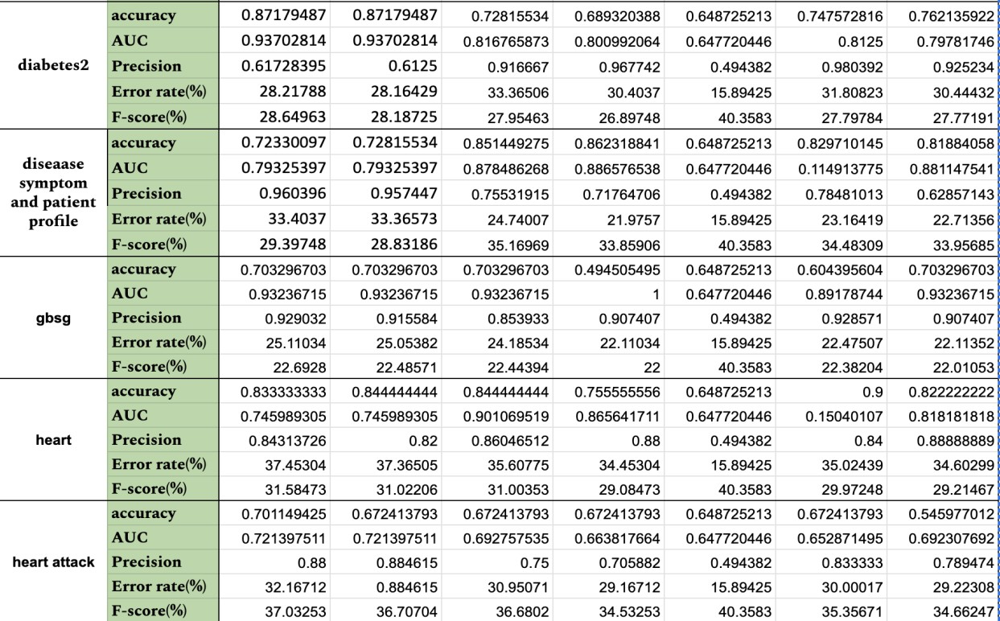 accuracy 0.87179487 0.87179487 0.72815534 0.689320388 0.648725213 0.747572816 0.762135922
AUC 0.93702814 0.93702814 0.816765873 0.800992064 0.647720446 0.8125 0.79781746
diabetes2 Precision 0.61728395 0.6125 0.916667 0.967742 0.494382 0.980392 0.925234
Error rate(%) 28.21788 28.16429 33.36506 30.4037 15.89425 31.80823 30.44432
F-score(%) 28.64963 28.18725 27.95463 26.89748 40.3583 27.79784 27.77191
accuracy 0.72330097 0.72815534 0.851449275 0.862318841 0.648725213 0.829710145 0.81884058
diseaase
symptom
and patient
profile
AUC 0.79325397 0.79325397 0.878486268 0.886576538 0.647720446 0.114913775 0.881147541
Precision 0.960396 0.957447 0.75531915 0.71764706 0.494382 0.78481013 0.62857143
Error rate(%) 33.4037 33.36573 24.74007 21.9757 15.89425 23.16419 22.71356
F-score(%) 29.39748 28.83186 35.16969 33.85906 40.3583 34.48309 33.95685
accuracy 0.703296703 0.703296703 0.703296703 0.494505495 0.648725213 0.604395604 0.703296703
AUC 0.93236715 0.93236715 0.93236715 1 0.647720446 0.89178744 0.93236715
gbsg Precision 0.929032 0.915584 0.853933 0.907407 0.494382 0.928571 0.907407
Error rate(%) 25.11034 25.05382 24.18534 22.11034 15.89425 22.47507 22.11352
F-score(%) 22.6928 22.48571 22.44394 22 40.3583 22.38204 22.01053
accuracy 0.833333333 0.844444444 0.844444444 0.755555556 0.648725213 0.9 0.822222222
AUC 0.745989305 0.745989305 0.901069519 0.865641711 0.647720446 0.15040107 0.818181818
heart Precision 0.84313726 0.82 0.86046512 0.88 0.494382 0.84 0.88888889
Error rate(%) 37.45304 37.36505 35.60775 34.45304 15.89425 35.02439 34.60299
F-score(%) 31.58473 31.02206 31.00353 29.08473 40.3583 29.97248 29.21467
accuracy 0.701149425 0.672413793 0.672413793 0.672413793 0.648725213 0.672413793 0.545977012
AUC 0.721397511 0.721397511 0.692757535 0.663817664 0.647720446 0.652871495 0.692307692
heart attack Precision 0.88 0.884615 0.75 0.705882 0.494382 0.833333 0.789474
Error rate(%) 32.16712 0.884615 30.95071 29.16712 15.89425 30.00017 29.22308
F-score(%) 37.03253 36.70704 36.6802 34.53253 40.3583 35.35671 34.66247